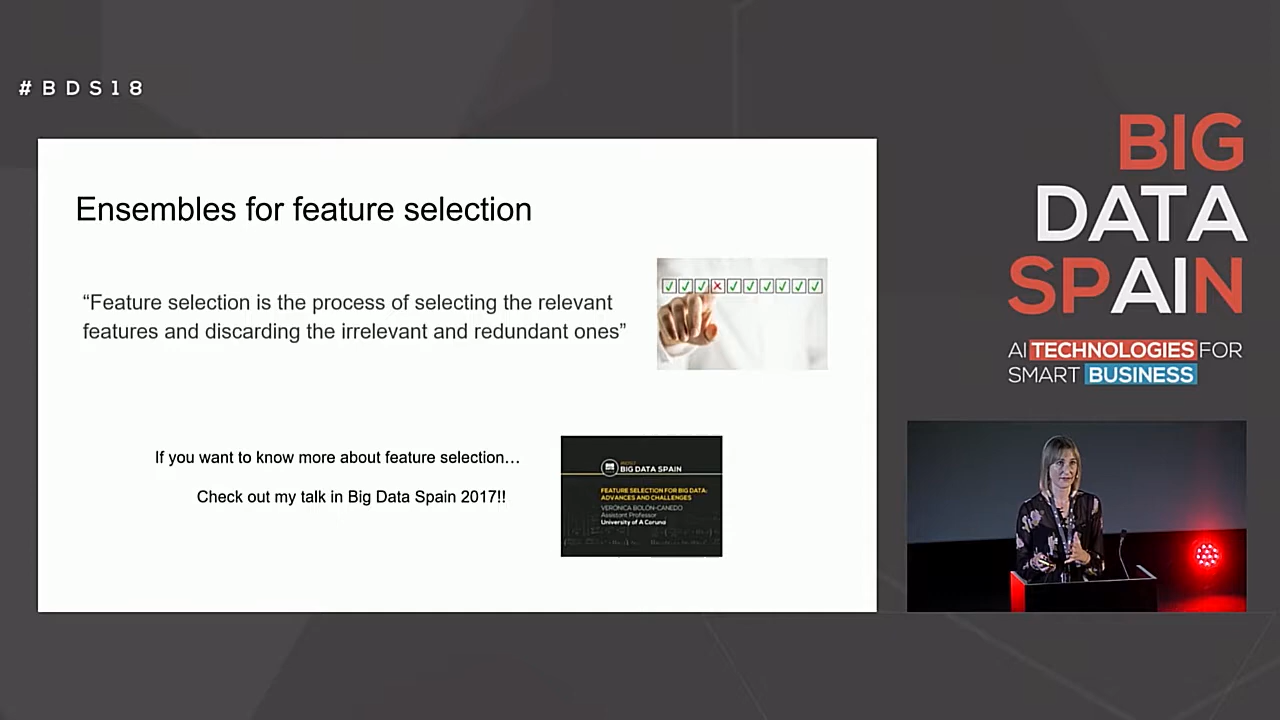 #BDS18
BIG
DATA
SPAIN
AI TECHNOLOGIES FOR
SMART BUSINESS
Ensembles for feature selection
“Feature selection is the process of selecting the relevant
features and discarding the irrelevant and redundant ones”
If you want to know more about feature selection…
Check out my talk in Big Data Spain 2017!!
BIG DATA SPAIN
FEATURE SELECTION FOR BIG DATA:
ADVANCES AND CHALLENGES
VERÓNICA BOLÓN-CANEDO
Assistant Professor
University of A Coruña